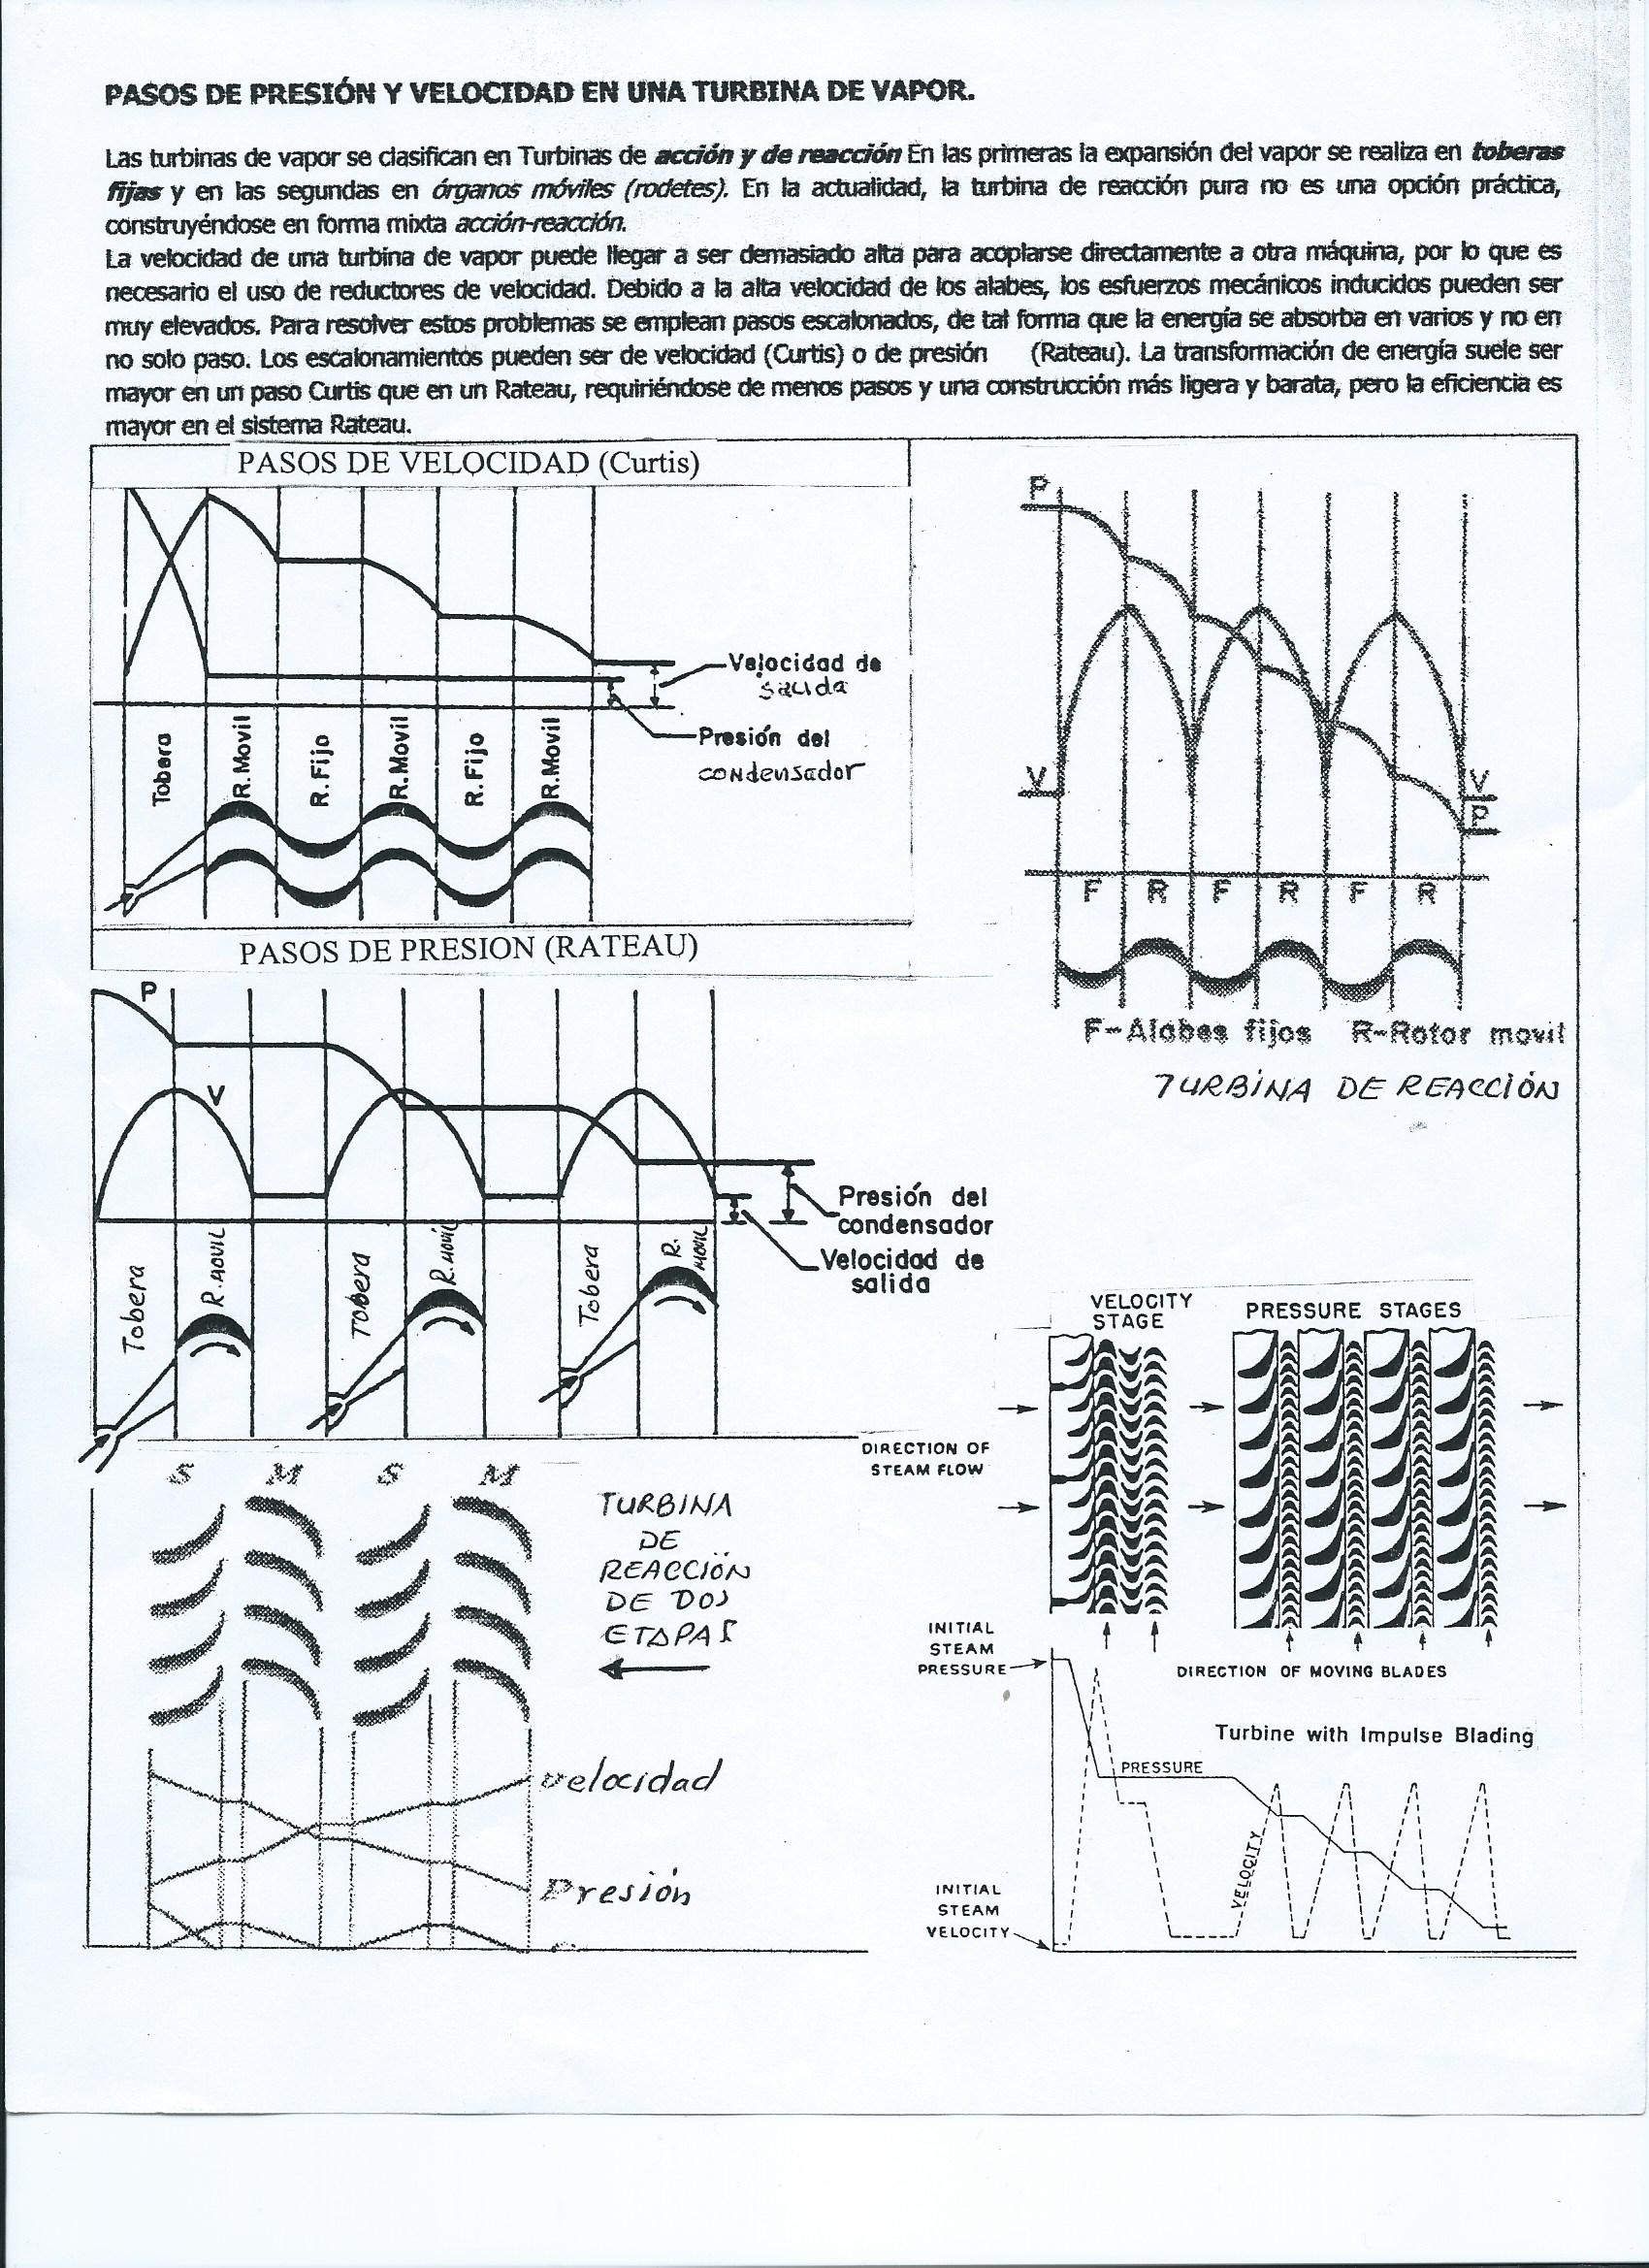 PASOS DE PRESIÓN Y VELOCIDAD EN UNA TURBINA DE VAPOR.
Las turbinas de vapor se clasifican en Turbinas de acción y de reacción En las primeras la expansión del vapor se realiza en toberas
fijas y en las segundas en órganos móviles (rodetes). En la actualidad, la turbina de reacción pura no es una opción práctica,
construyéndose en forma mixta acción-reacción.
La velocidad de una turbina de vapor puede llegar a ser demasiado alta para acoplarse directamente a otra máquina, por lo que es
necesario el uso de reductores de velocidad. Debido a la alta velocidad de los alabes, los esfuerzos mecánicos inducidos pueden ser
muy elevados. Para resolver estos problemas se emplean pasos escalonados, de tal forma que la energía se absorba en varios y no en
no solo paso. Los escalonamientos pueden ser de velocidad (Curtis) o de presión (Rateau). La transformación de energía suele ser
mayor en un paso Curtis que en un Rateau, requiriéndose de menos pasos y una construcción más ligera y barata, pero la eficiencia es
mayor en el sistema Rateau.
PASOS DE VELOCIDAD (Curtis)
Velocidad de
salida
Presión del
condensador
Tobera
R. Movil
R. Fijo
R. Movil
R. Fijo
R. Movil
P
V
V
P
F R F R F R
F-Alabes fijos R-Rotor movil
TURBINA DE REACCIÓN
PASOS DE PRESION (RATEAU)
P
V
Presión del
condensador
Velocidad de
salida
Tobera
R. MOVIL
Tobera
R. MOVIL
Tobera
R. MOVIL
S M S M
TURBINA
DE
REACCIÓN
DE DOS
ETAPAS
velocidad
Presión
VELOCITY
STAGE
PRESSURE STAGES
DIRECTION OF
STEAM FLOW
INITIAL
STEAM
PRESSURE
DIRECTION OF MOVING BLADES
Turbine with Impulse Blading
PRESSURE
VELOCITY
INITIAL
STEAM
VELOCITY